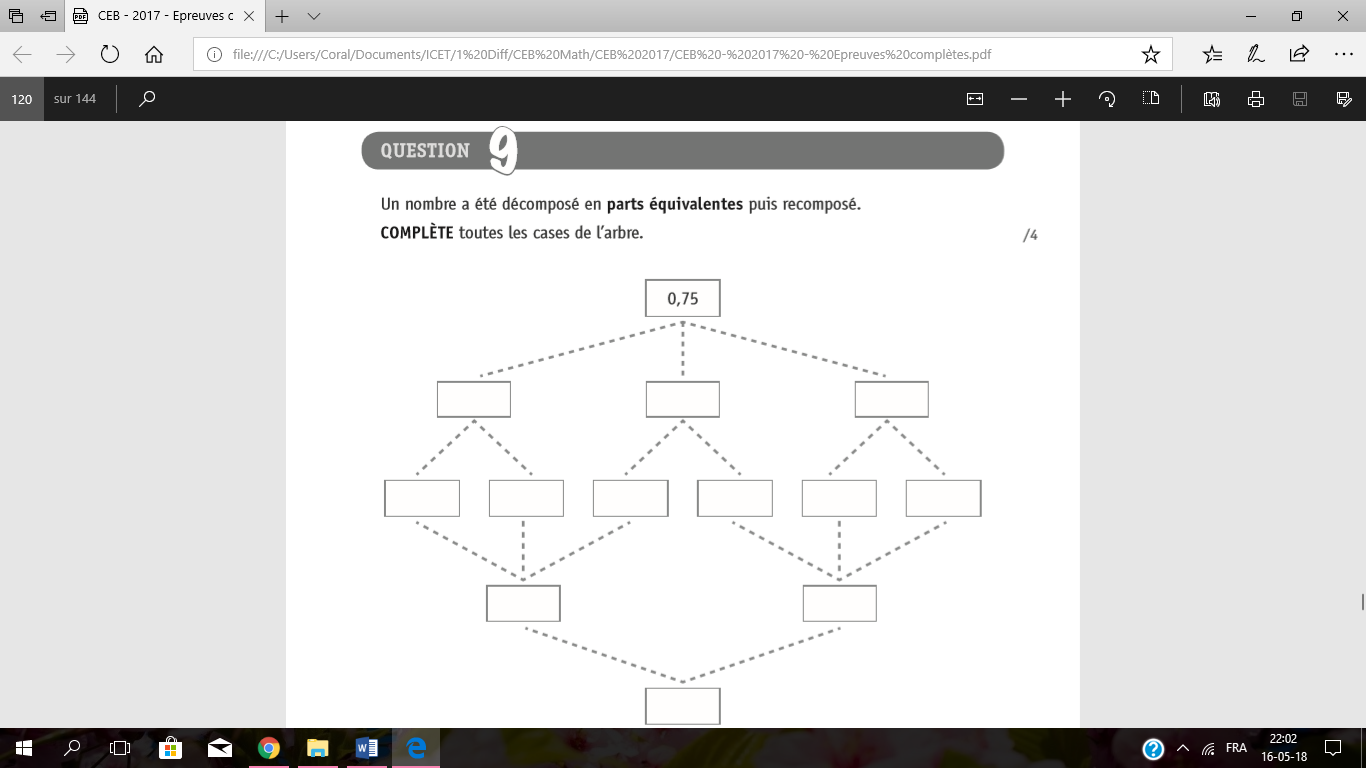 CEB - 2017 - Epreuves c
file:///C:/Users/Coral/Documents/ICET/1%20Diff/CEB%20Math/CEB%202017/CEB%20-%202017%20-%20Epreuves%20complètes.pdf
120 sur 144
QUESTION 9
Un nombre a été décomposé en parts équivalentes puis recomposé.
COMPLÈTE toutes les cases de l'arbre.
/4
0,75
FRA
22:02
16-05-18